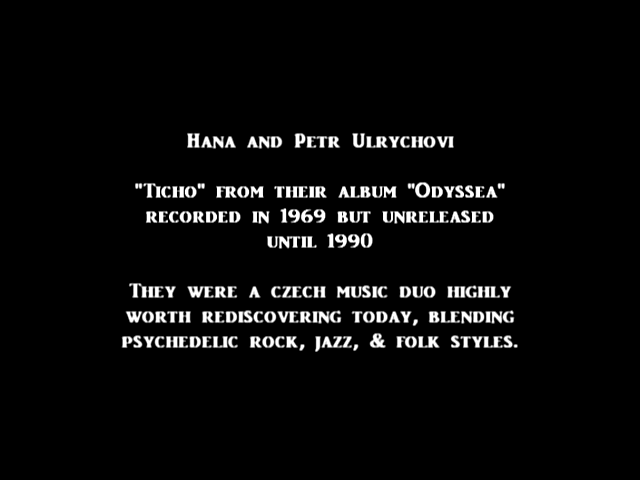 Hana and Petr Ulrychovi
"Ticho" from their album "Odyssea"
recorded in 1969 but unreleased
until 1990
They were a czech music duo highly
worth rediscovering today, blending
psychedelic rock, jazz, & folk styles.